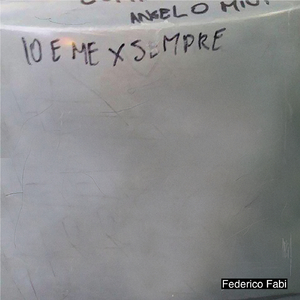 ANGELO MIO
IO E ME X SEMPRE
Federico Fabi